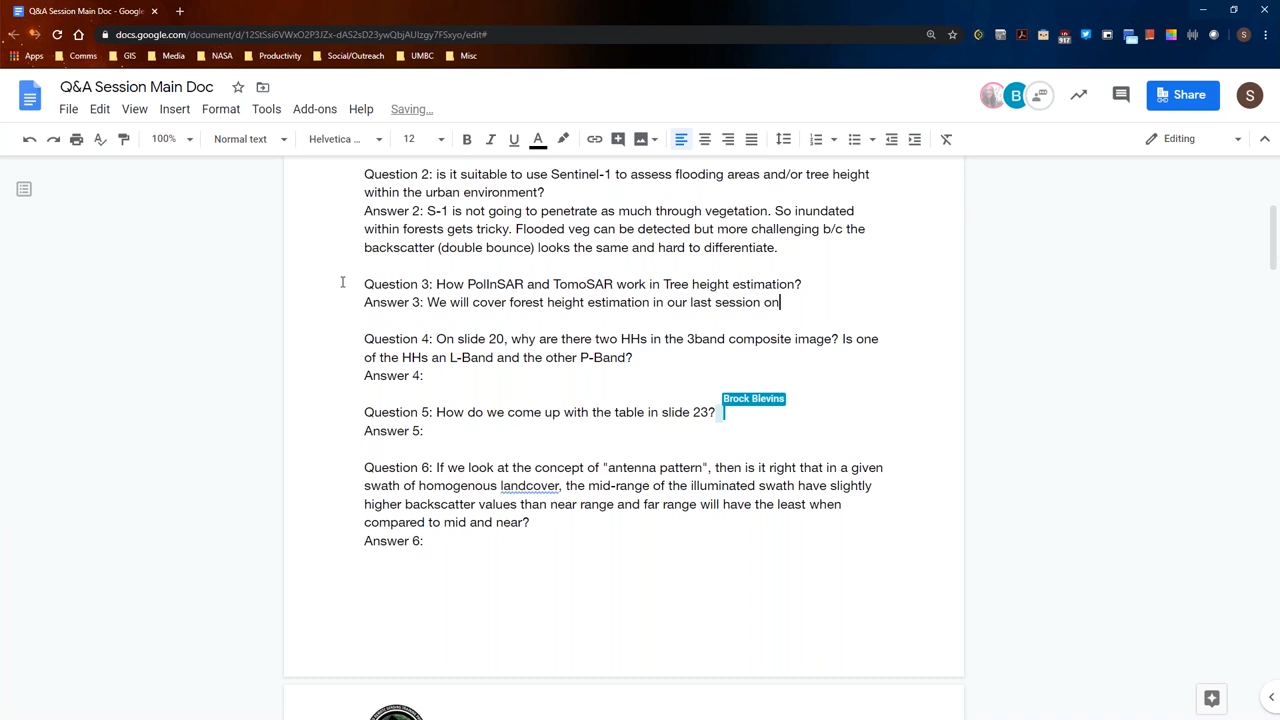 Q&A Session Main Doc - Google
docs.google.com/document/d/12StSsi6VWxO2P3JZx-dAS2sD23ywQbjAUIzgy7FSxyo/edit#
Apps Comms GIS Media NASA Productivity Social/Outreach UMBC Misc
917
S
Q&A Session Main Doc
File Edit View Insert Format Tools Add-ons Help Saving...
B
Share
S
100% Normal text Helvetica ... 12 B I U A Editing
Question 2: is it suitable to use Sentinel-1 to assess flooding areas and/or tree height
within the urban environment?
Answer 2: S-1 is not going to penetrate as much through vegetation. So inundated
within forests gets tricky. Flooded veg can be detected but more challenging b/c the
backscatter (double bounce) looks the same and hard to differentiate.
Question 3: How PolInSAR and TomoSAR work in Tree height estimation?
Answer 3: We will cover forest height estimation in our last session on
Question 4: On slide 20, why are there two HHs in the 3band composite image? Is one
of the HHs an L-Band and the other P-Band?
Answer 4:
Brock Blevins
Question 5: How do we come up with the table in slide 23?
Answer 5:
Question 6: If we look at the concept of "antenna pattern", then is it right that in a given
swath of homogenous landcover, the mid-range of the illuminated swath have slightly
higher backscatter values than near range and far range will have the least when
compared to mid and near?
Answer 6: